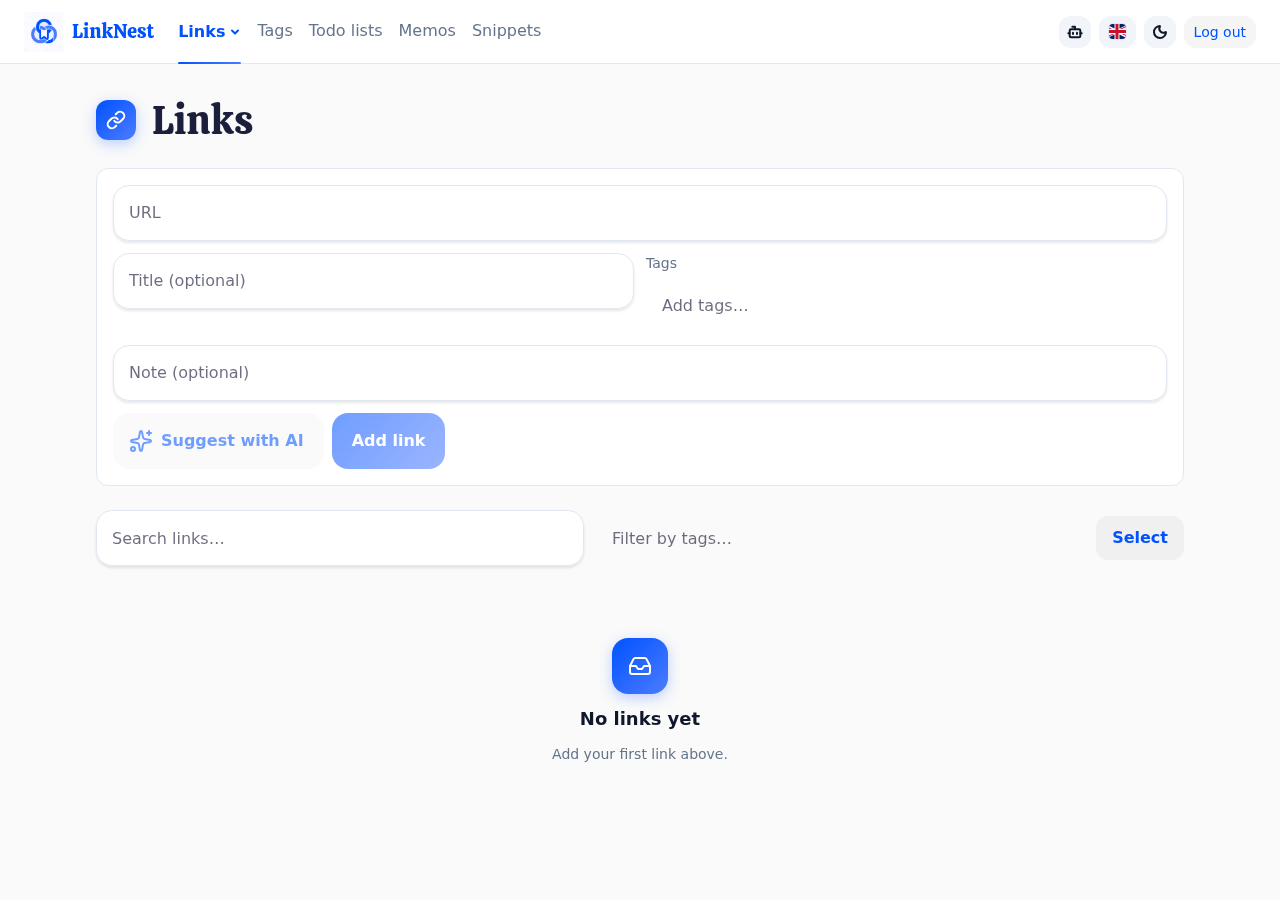 LinkNest Links Tags Todo lists Memos Snippets Log out
Links
URL
Title (optional)
Tags
Add tags...
Note (optional)
Suggest with AI Add link
Search links... Filter by tags... Select
No links yet
Add your first link above.